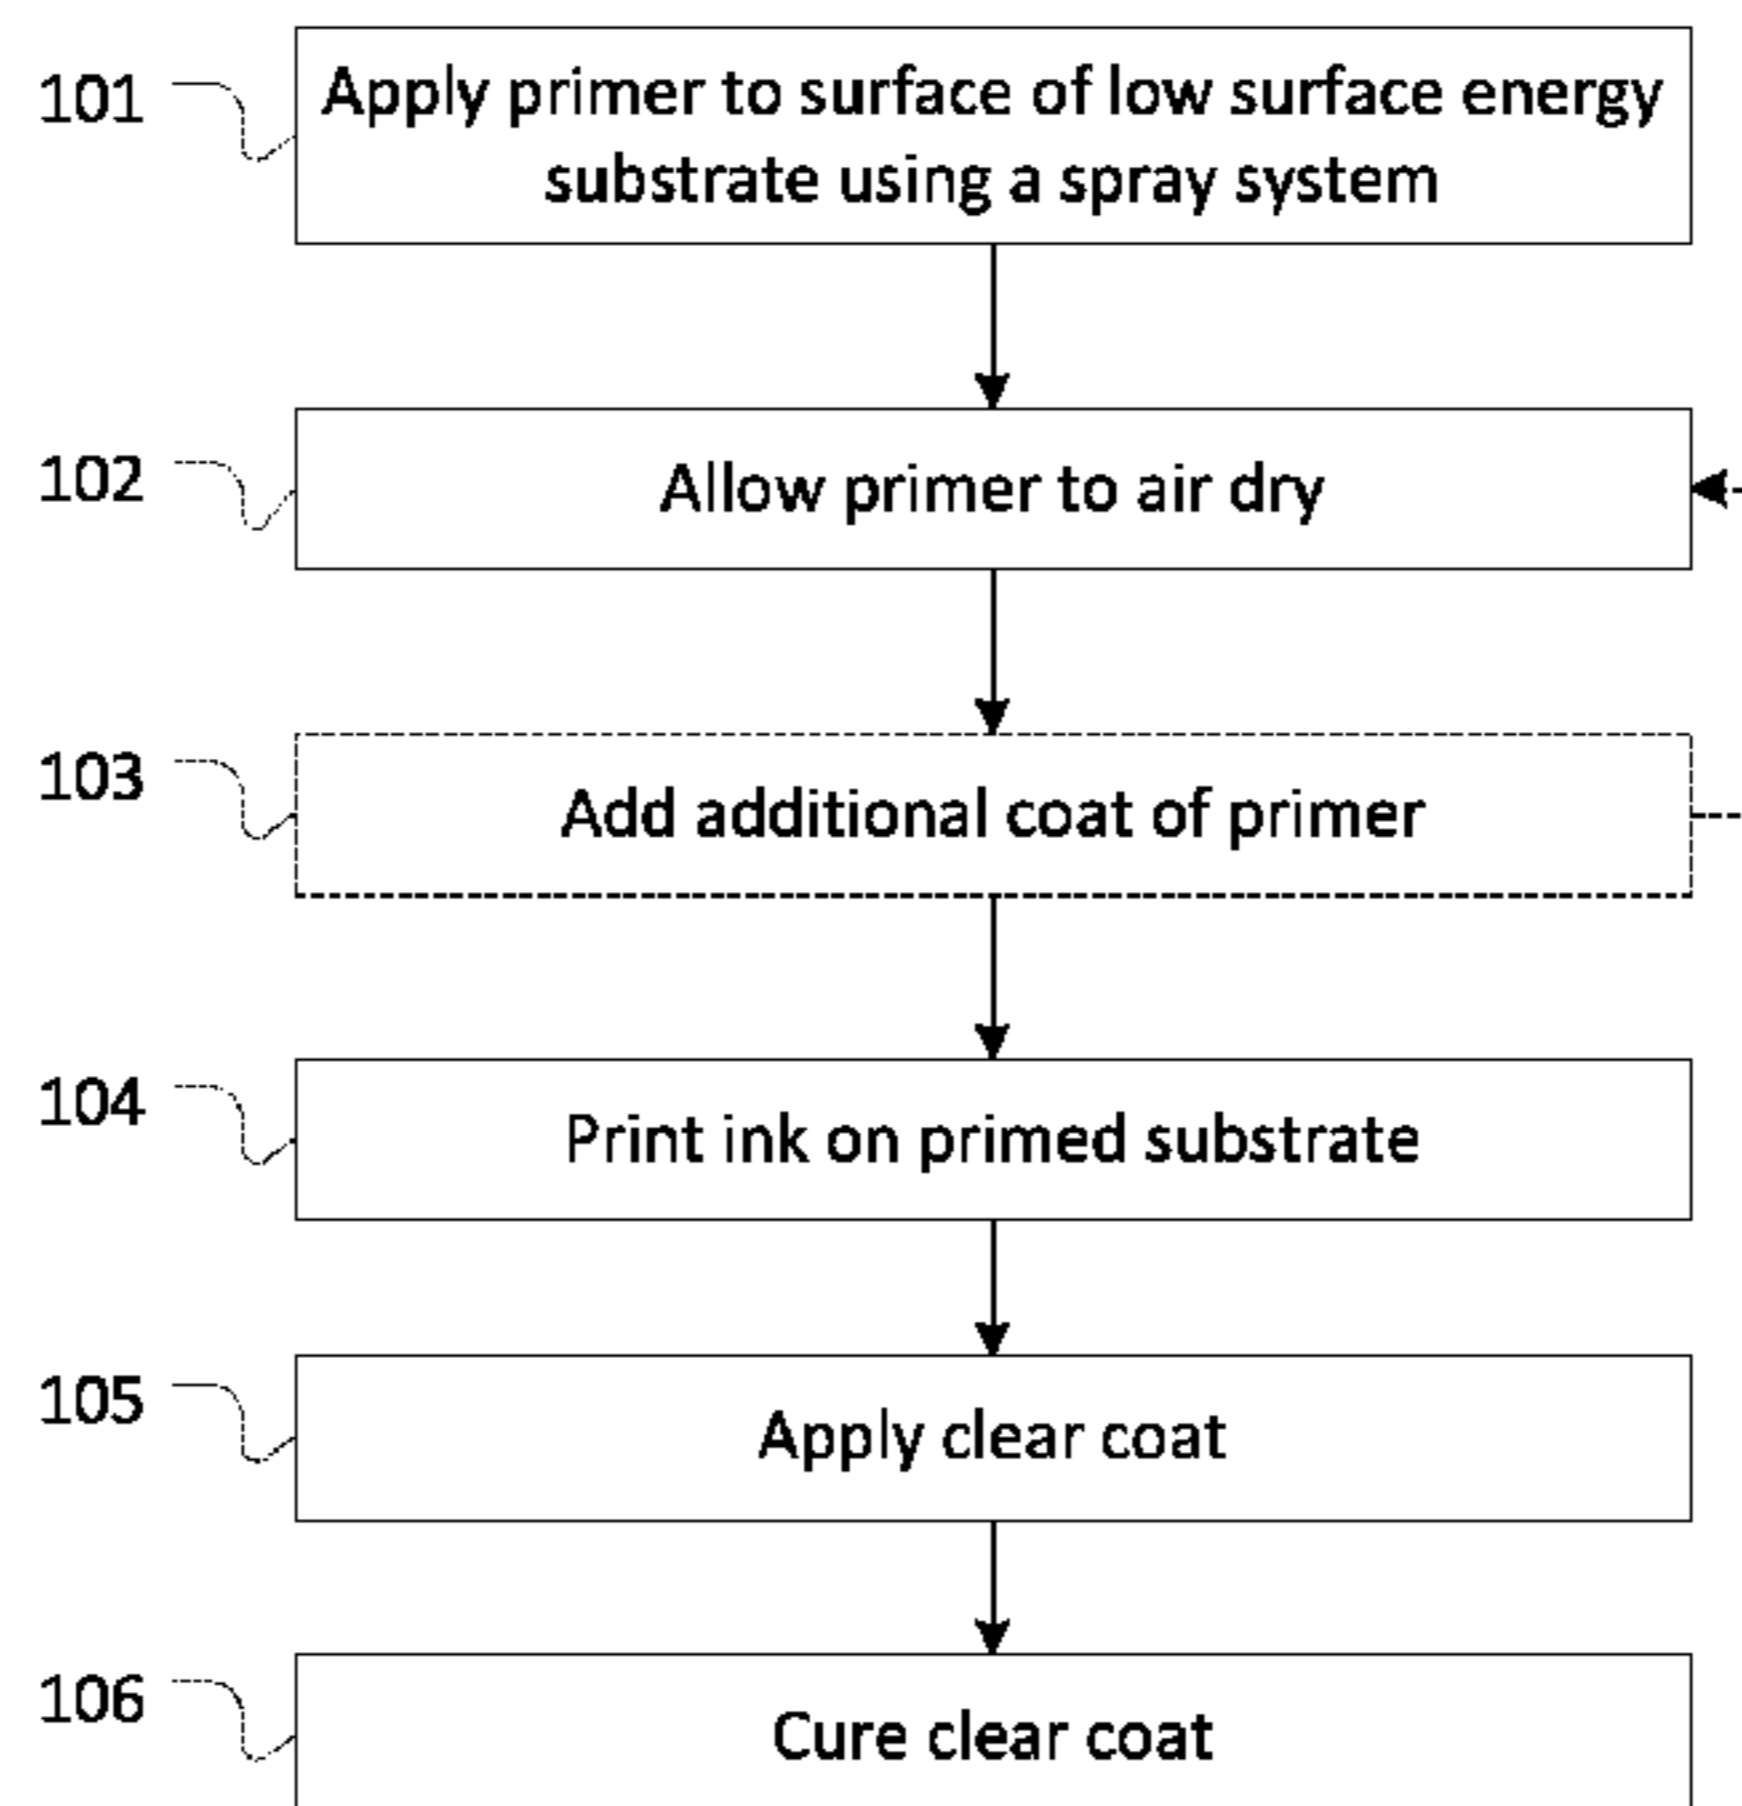 101
Apply primer to surface of low surface energy
substrate using a spray system
102
Allow primer to air dry
103
Add additional coat of primer
104
Print ink on primed substrate
105
Apply clear coat
106
Cure clear coat